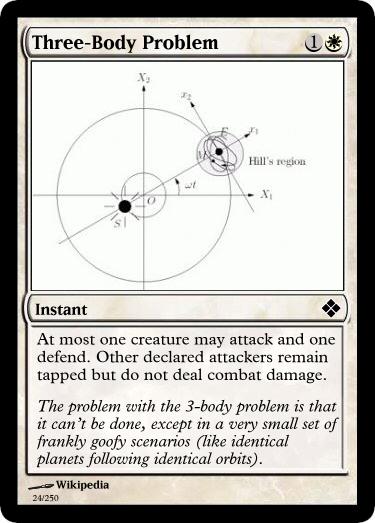 Three-Body Problem 1
X₂
x₂
E
x₁
M
Hill's region
ωt
X₁
O
S
Instant
At most one creature may attack and one
defend. Other declared attackers remain
tapped but do not deal combat damage.
The problem with the 3-body problem is that
it can't be done, except in a very small set of
frankly goofy scenarios (like identical
planets following identical orbits).
Wikipedia
24/250